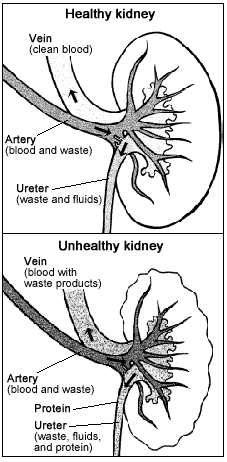 Healthy kidney
Vein
(clean blood)
Artery
(blood and waste)
Ureter
(waste and fluids)
Unhealthy kidney
Vein
(blood with
waste products)
Artery
(blood and waste)
Protein
Ureter
(waste, fluids,
and protein)